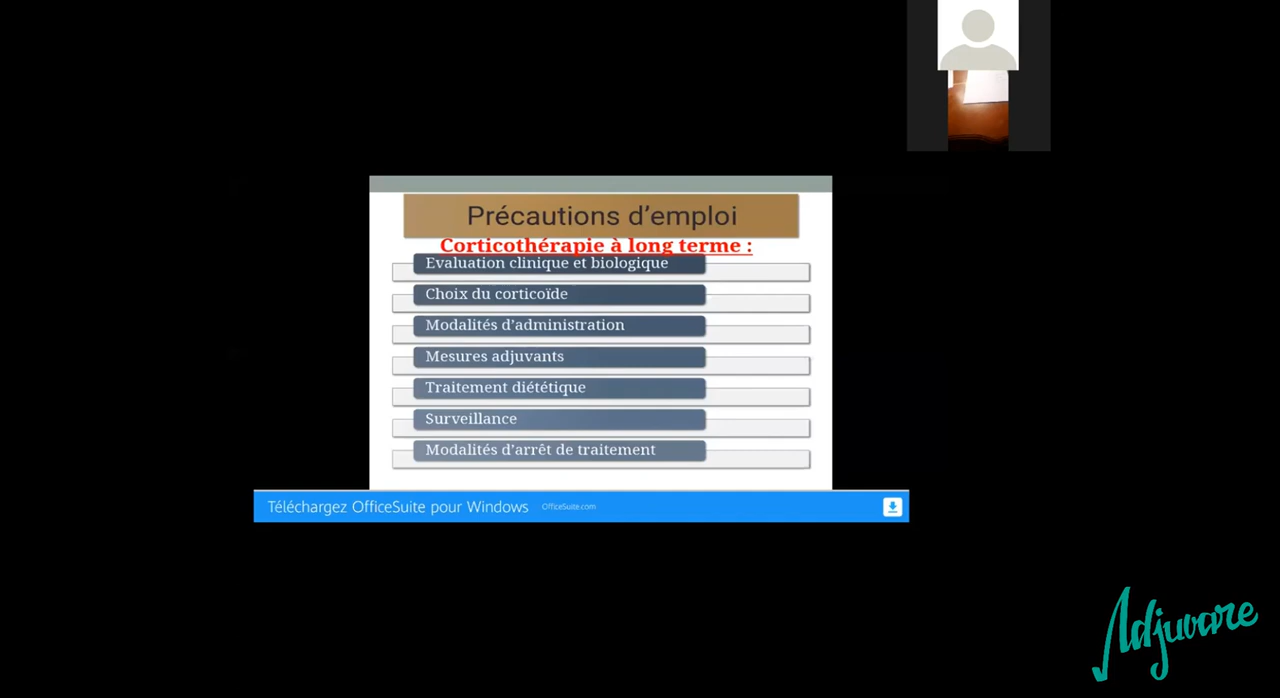 Précautions d’emploi
Corticothérapie à long terme :
Evaluation clinique et biologique
Choix du corticoïde
Modalités d’administration
Mesures adjuvants
Traitement diététique
Surveillance
Modalités d’arrêt de traitement
Téléchargez OfficeSuite pour Windows OfficeSuite.com
Adjuvare